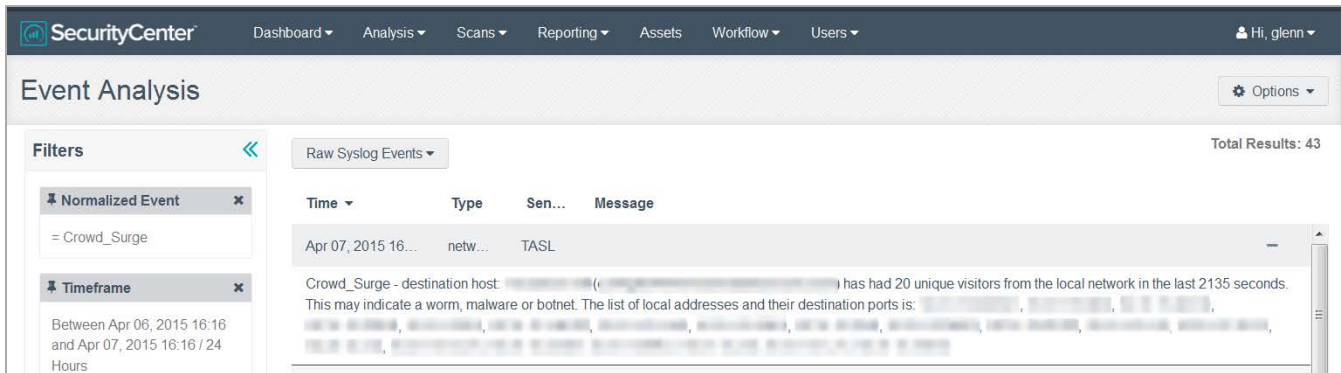 SecurityCenter Dashboard Analysis Scans Reporting Assets Workflow Users Hi, glenn
Event Analysis
Options
Filters
Raw Syslog Events
Total Results: 43
Normalized Event
= Crowd_Surge
Time Type Sen... Message
Apr 07, 2015 16... netw... TASL
Crowd_Surge - destination host: ( ) has had 20 unique visitors from the local network in the last 2135 seconds.
This may indicate a worm, malware or botnet. The list of local addresses and their destination ports is:
Timeframe
Between Apr 06, 2015 16:16
and Apr 07, 2015 16:16 / 24
Hours